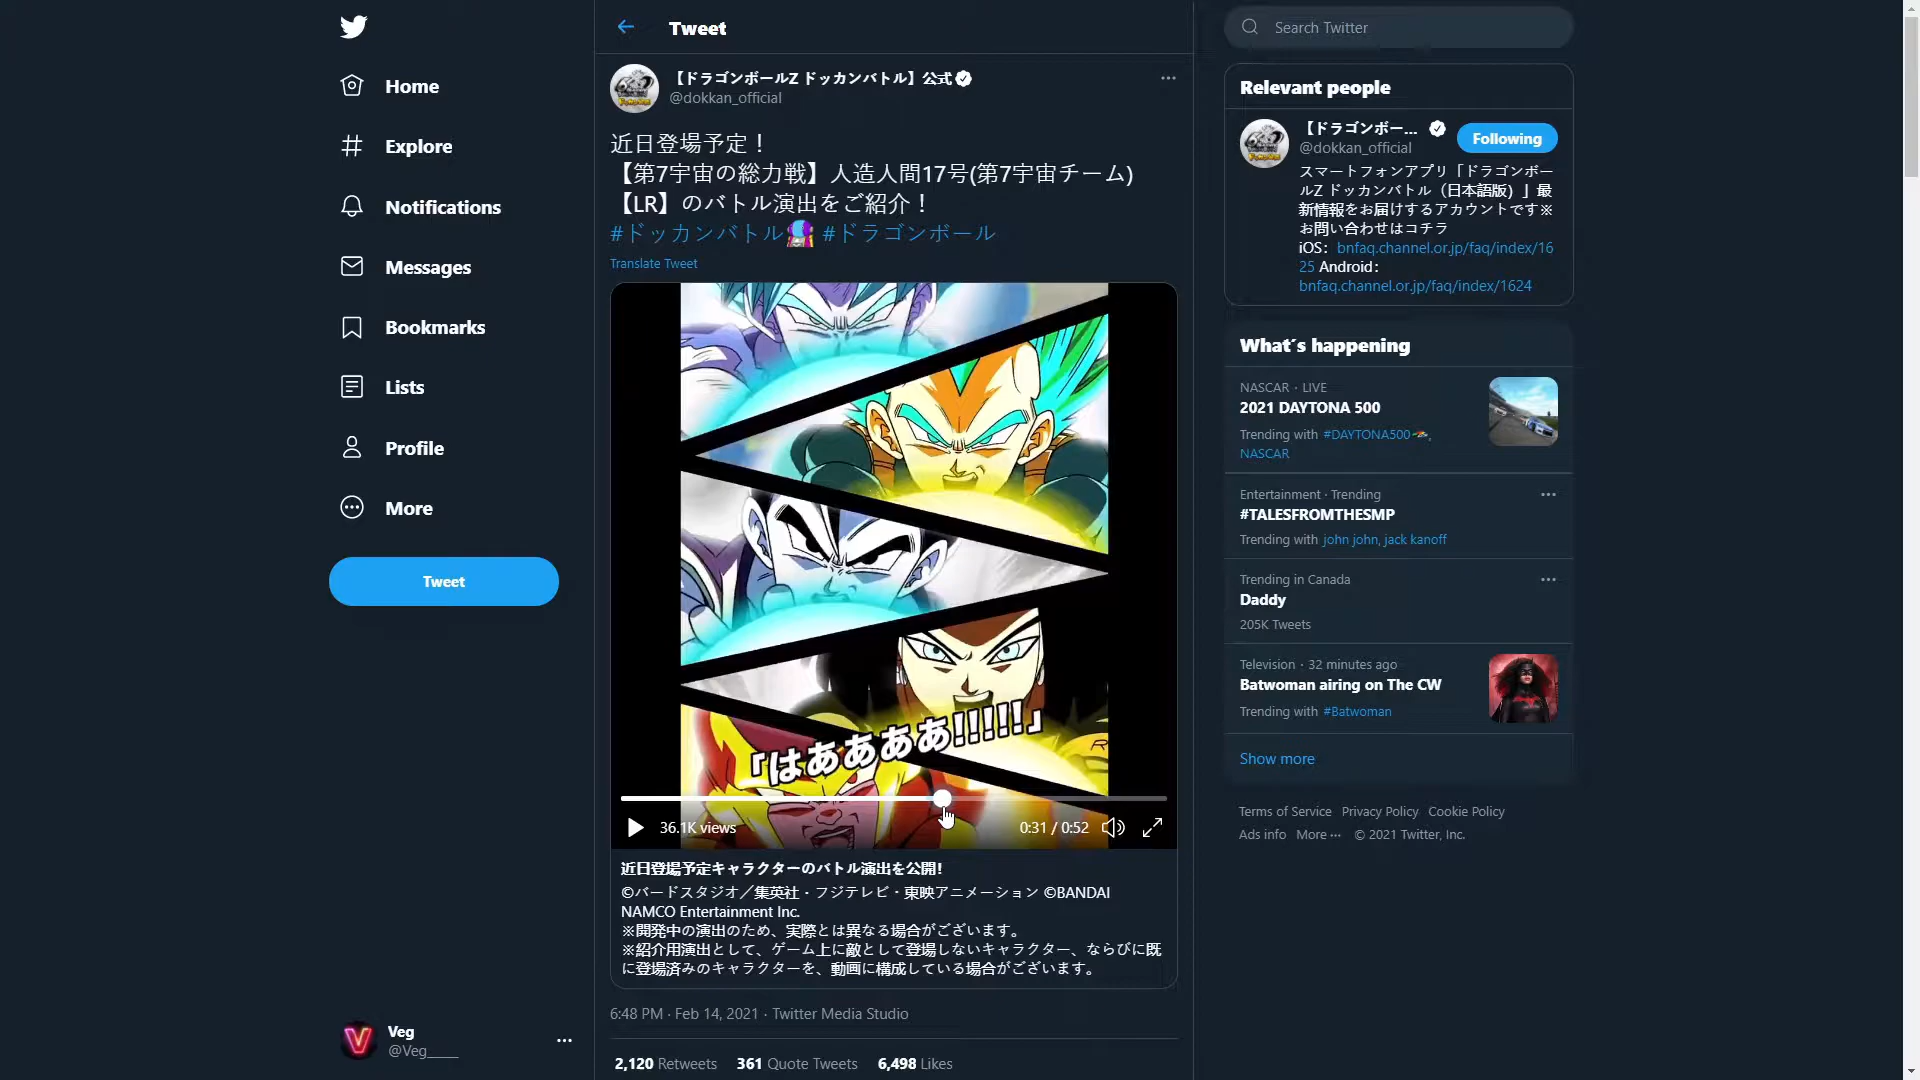 Home
Explore
Notifications
Messages
Bookmarks
Lists
Profile
More
Tweet
Veg
@Veg_____
Tweet
【ドラゴンボールZ ドッカンバトル】公式
@dokkan_official
近日登場予定！
【第7宇宙の総力戦】人造人間17号(第7宇宙チーム)
【LR】のバトル演出をご紹介！
#ドッカンバトル #ドラゴンボール
Translate Tweet
「はああああ!!!!!」
36.1K views
0:31 / 0:52
近日登場予定キャラクターのバトル演出を公開!
©バードスタジオ／集英社・フジテレビ・東映アニメーション ©BANDAI
NAMCO Entertainment Inc.
※開発中の演出のため、実際とは異なる場合がございます。
※紹介用演出として、ゲーム上に敵として登場しないキャラクター、ならびに既
に登場済みのキャラクターを、動画に構成している場合がございます。
6:48 PM · Feb 14, 2021 · Twitter Media Studio
2,120 Retweets 361 Quote Tweets 6,498 Likes
Search Twitter
Relevant people
【ドラゴンボー...
@dokkan_official
Following
スマートフォンアプリ「ドラゴンボー
ルZ ドッカンバトル（日本語版）」最
新情報をお届けするアカウントです※
お問い合わせはコチラ
iOS： bnfaq.channel.or.jp/faq/index/16
25 Android：
bnfaq.channel.or.jp/faq/index/1624
What's happening
NASCAR · LIVE
2021 DAYTONA 500
Trending with #DAYTONA500,
NASCAR
Entertainment · Trending
#TALESFROMTHESMP
Trending with john john, jack kanoff
Trending in Canada
Daddy
205K Tweets
Television · 32 minutes ago
Batwoman airing on The CW
Trending with #Batwoman
Show more
Terms of Service Privacy Policy Cookie Policy
Ads info More ··· © 2021 Twitter, Inc.